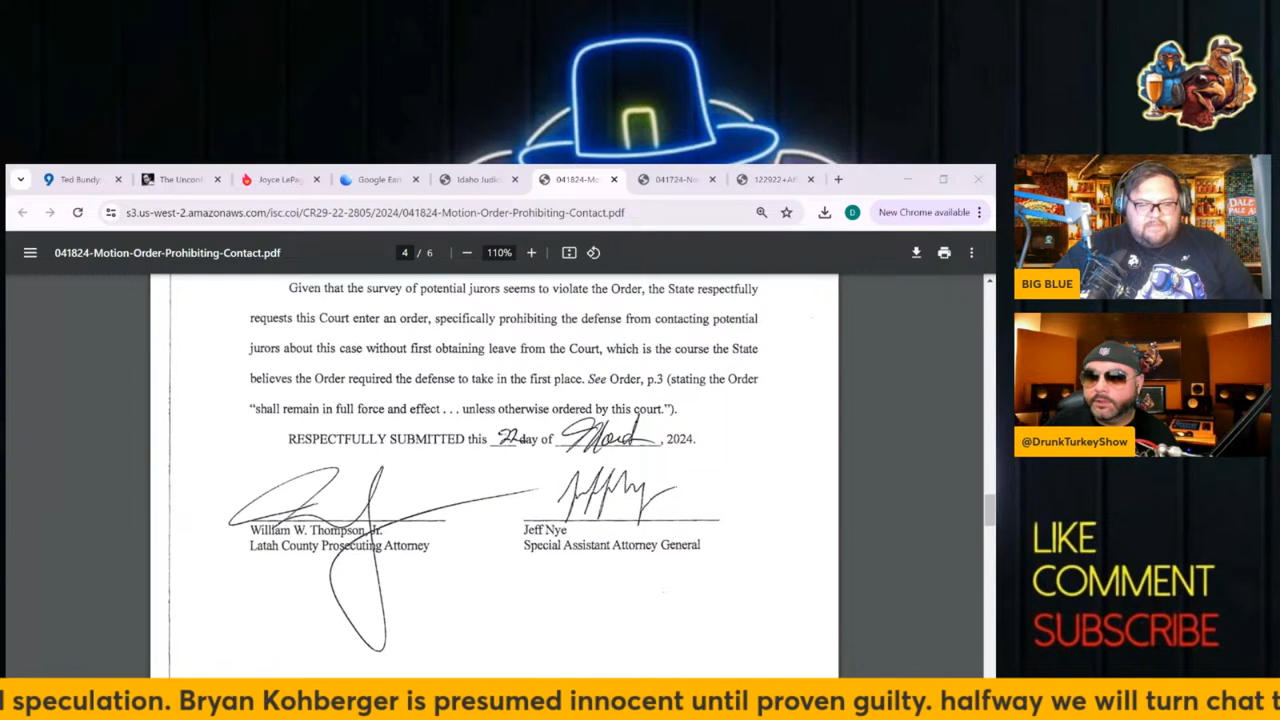 Ted Bundy:
The Uncon
Joyce LePag
Google Ear
Idaho Judic
041824-Mo
041724-No
122922+Af
s3.us-west-2.amazonaws.com/isc.coi/CR29-22-2805/2024/041824-Motion-Order-Prohibiting-Contact.pdf
D
New Chrome available
041824-Motion-Order-Prohibiting-Contact.pdf
4 / 6
110%
Given that the survey of potential jurors seems to violate the Order, the State respectfully
requests this Court enter an order, specifically prohibiting the defense from contacting potential
jurors about this case without first obtaining leave from the Court, which is the course the State
believes the Order required the defense to take in the first place. See Order, p.3 (stating the Order
“shall remain in full force and effect . . . unless otherwise ordered by this court.”).
RESPECTFULLY SUBMITTED this 22 day of March, 2024.
William W. Thompson, Jr.
Latah County Prosecuting Attorney
Jeff Nye
Special Assistant Attorney General
DALE
PALE A
BIG BLUE
@DrunkTurkeyShow
LIKE
COMMENT
SUBSCRIBE
l speculation. Bryan Kohberger is presumed innocent until proven guilty. halfway we will turn chat t